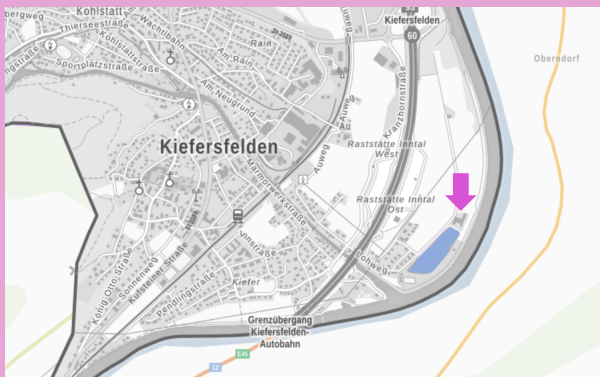 Kohlstatt
Thierseestraße
Kohlstattstraße
Wachtlbahn
Sportplatzstraße
Am Rain
Rain
St 2089
Am Neugrund
Kiefersfelden
60
Oberndorf
Auweg
Auweg
Au
Auweg
Kranzhornstraße
Raststätte Inntal
West
Kiefersfelden
Marmorwerkstraße
Raststätte Inntal
Ost
Lohweg
König-Otto-Straße
Sonnenweg
Kufsteiner Straße
Pendlingstraße
Kiefer
Grenzübergang
Kiefersfelden-
Autobahn
E45
12